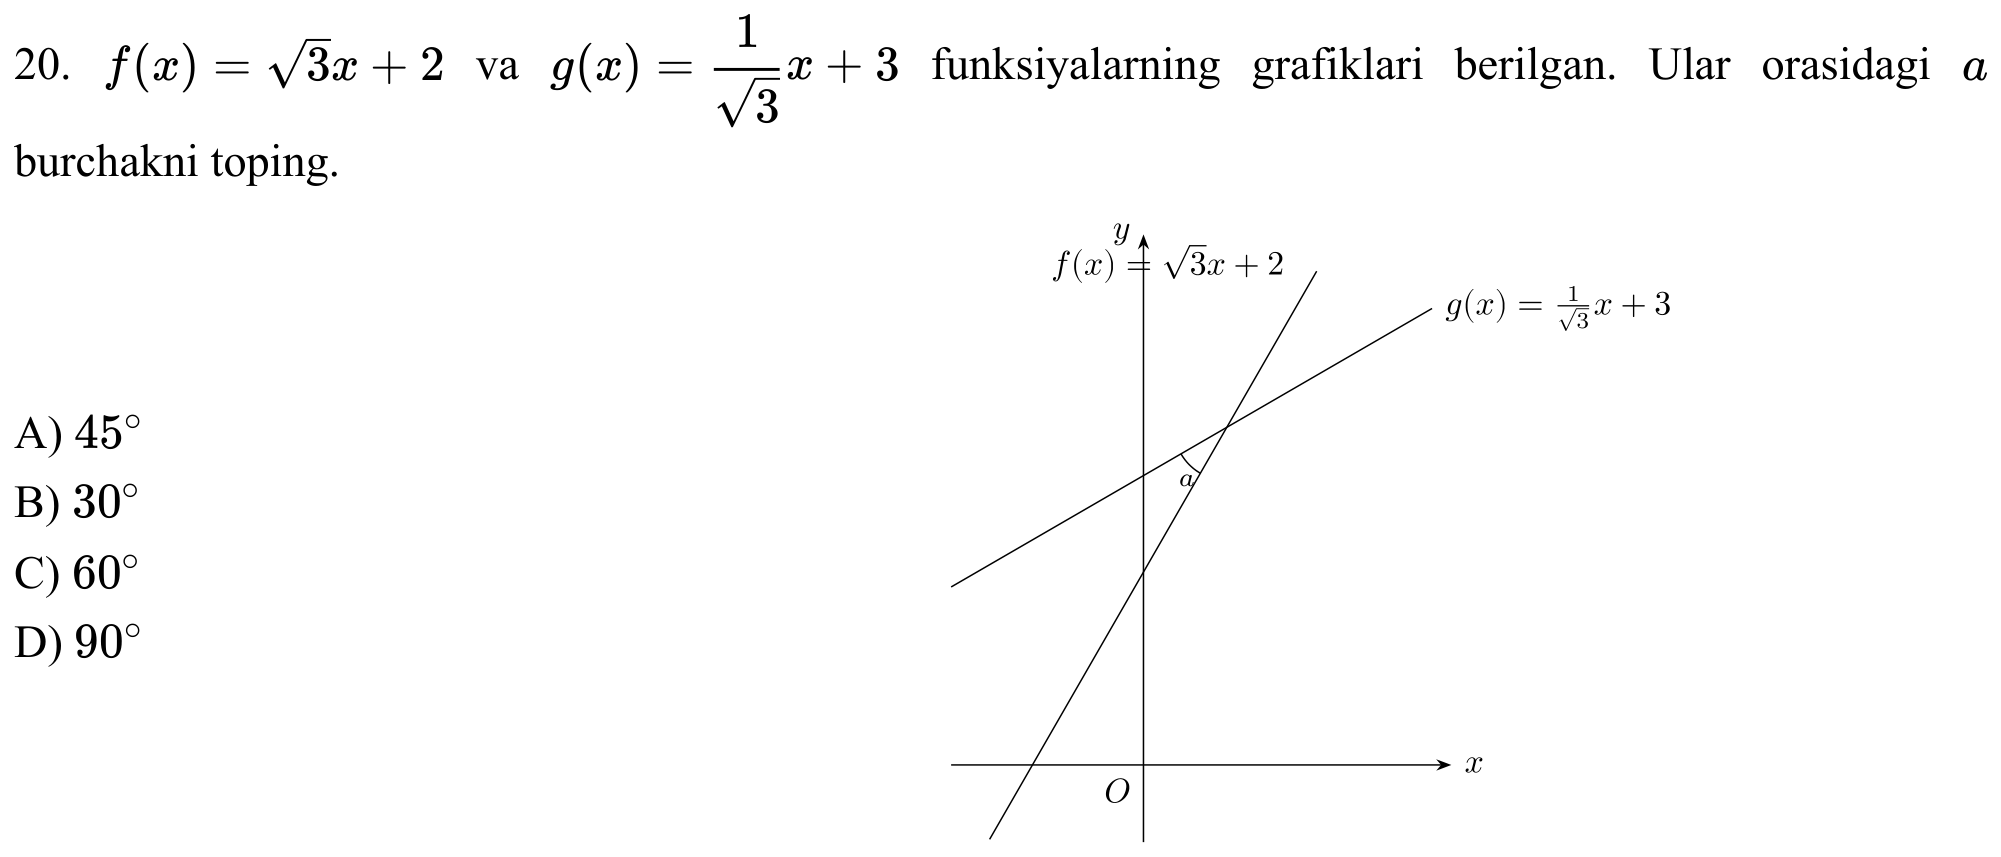 20. f(x) = √3x + 2 va g(x) = 1/√3 x + 3 funksiyalarning grafiklari berilgan. Ular orasidagi a
burchakni toping.
y
f(x) = √3x + 2
g(x) = 1/√3 x + 3
A) 45°
a
B) 30°
C) 60°
D) 90°
x
O